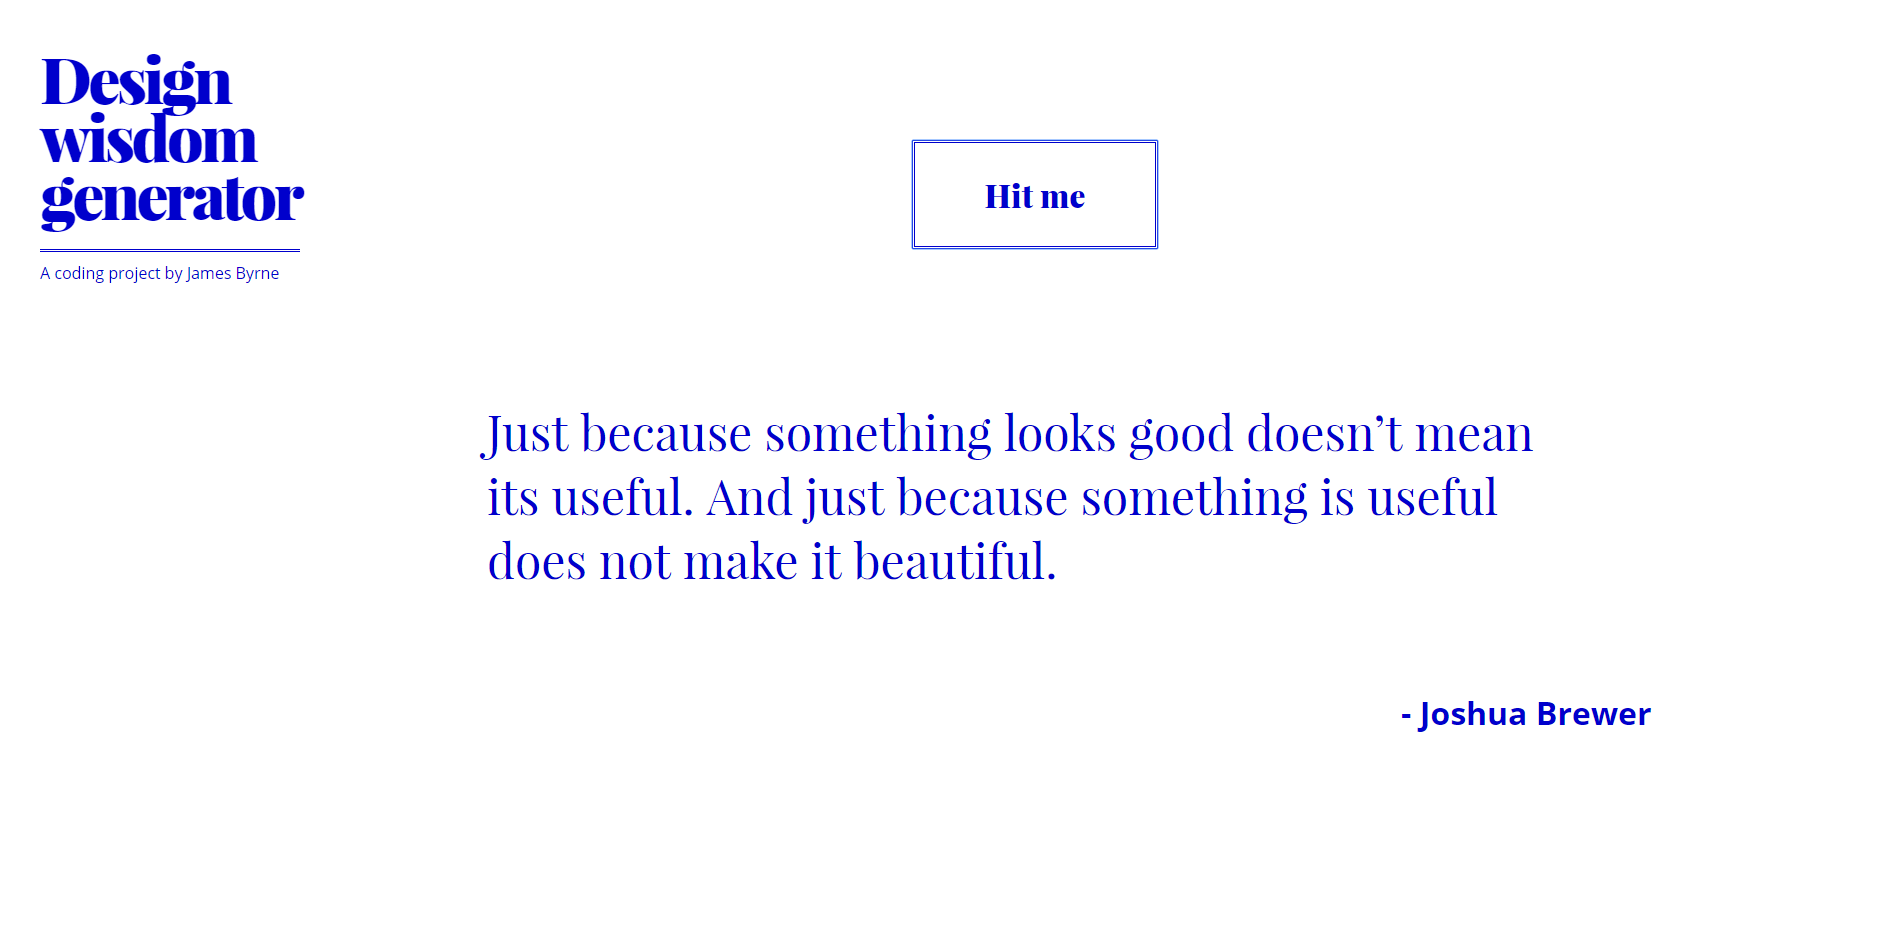 Design
wisdom
generator
A coding project by James Byrne
Hit me
Just because something looks good doesn’t mean
its useful. And just because something is useful
does not make it beautiful.
- Joshua Brewer